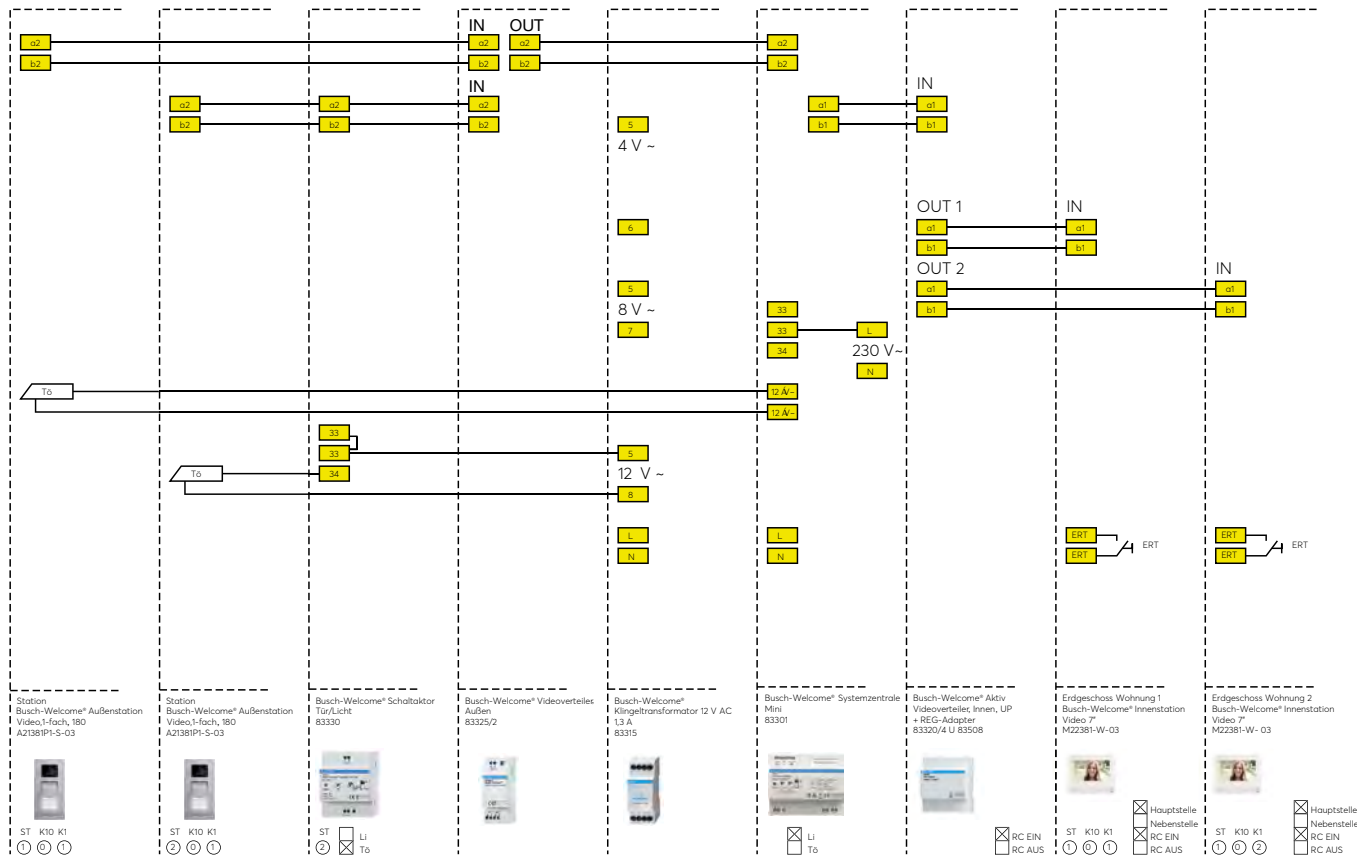 IN OUT
a2 a2 a2 a2
b2 b2 b2 b2
IN IN
a2 a2 a2 a1 a1
b2 b2 b2 5 b1 b1
4 V ~
OUT 1 IN
6 a1 a1
b1 b1
OUT 2 IN
5 a1 a1
8 V ~ 33 b1 b1
7 33 L
34 230 V~
N
Tö
33
33 5
Tö 34 12 V ~
8
L L ERT ERT ERT ERT
N N ERT ERT
Station
Busch-Welcome® Außenstation
Video,1-fach, 180
A21381P1-S-03
ST K10 K1
1 0 1
Station
Busch-Welcome® Außenstation
Video,1-fach, 180
A21381P1-S-03
ST K10 K1
2 0 1
Busch-Welcome® Schaltaktor
Tür/Licht
83330
ST Li
2 Tö
Busch-Welcome® Videoverteiler
Außen
83325/2
Busch-Welcome®
Klingeltransformator 12 V AC
1,3 A
83315
Busch-Welcome® Systemzentrale
Mini
83301
Li
Tö
Busch-Welcome® Aktiv
Videoverteiler, Innen, UP
+ REG-Adapter
83320/4 U 83508
RC EIN
RC AUS
Erdgeschoss Wohnung 1
Busch-Welcome® Innenstation
Video 7"
M22381-W-03
Hauptstelle
Nebenstelle
ST K10 K1 RC EIN
1 0 1 RC AUS
Erdgeschoss Wohnung 2
Busch-Welcome® Innenstation
Video 7"
M22381-W- 03
Hauptstelle
Nebenstelle
ST K10 K1 RC EIN
1 0 2 RC AUS